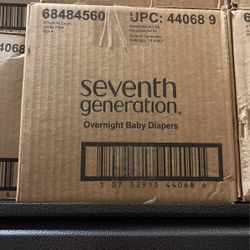 68484560
UPC: 44068 9
seventh
generation.
Overnight Baby Diapers
1 07 32913 44068 6